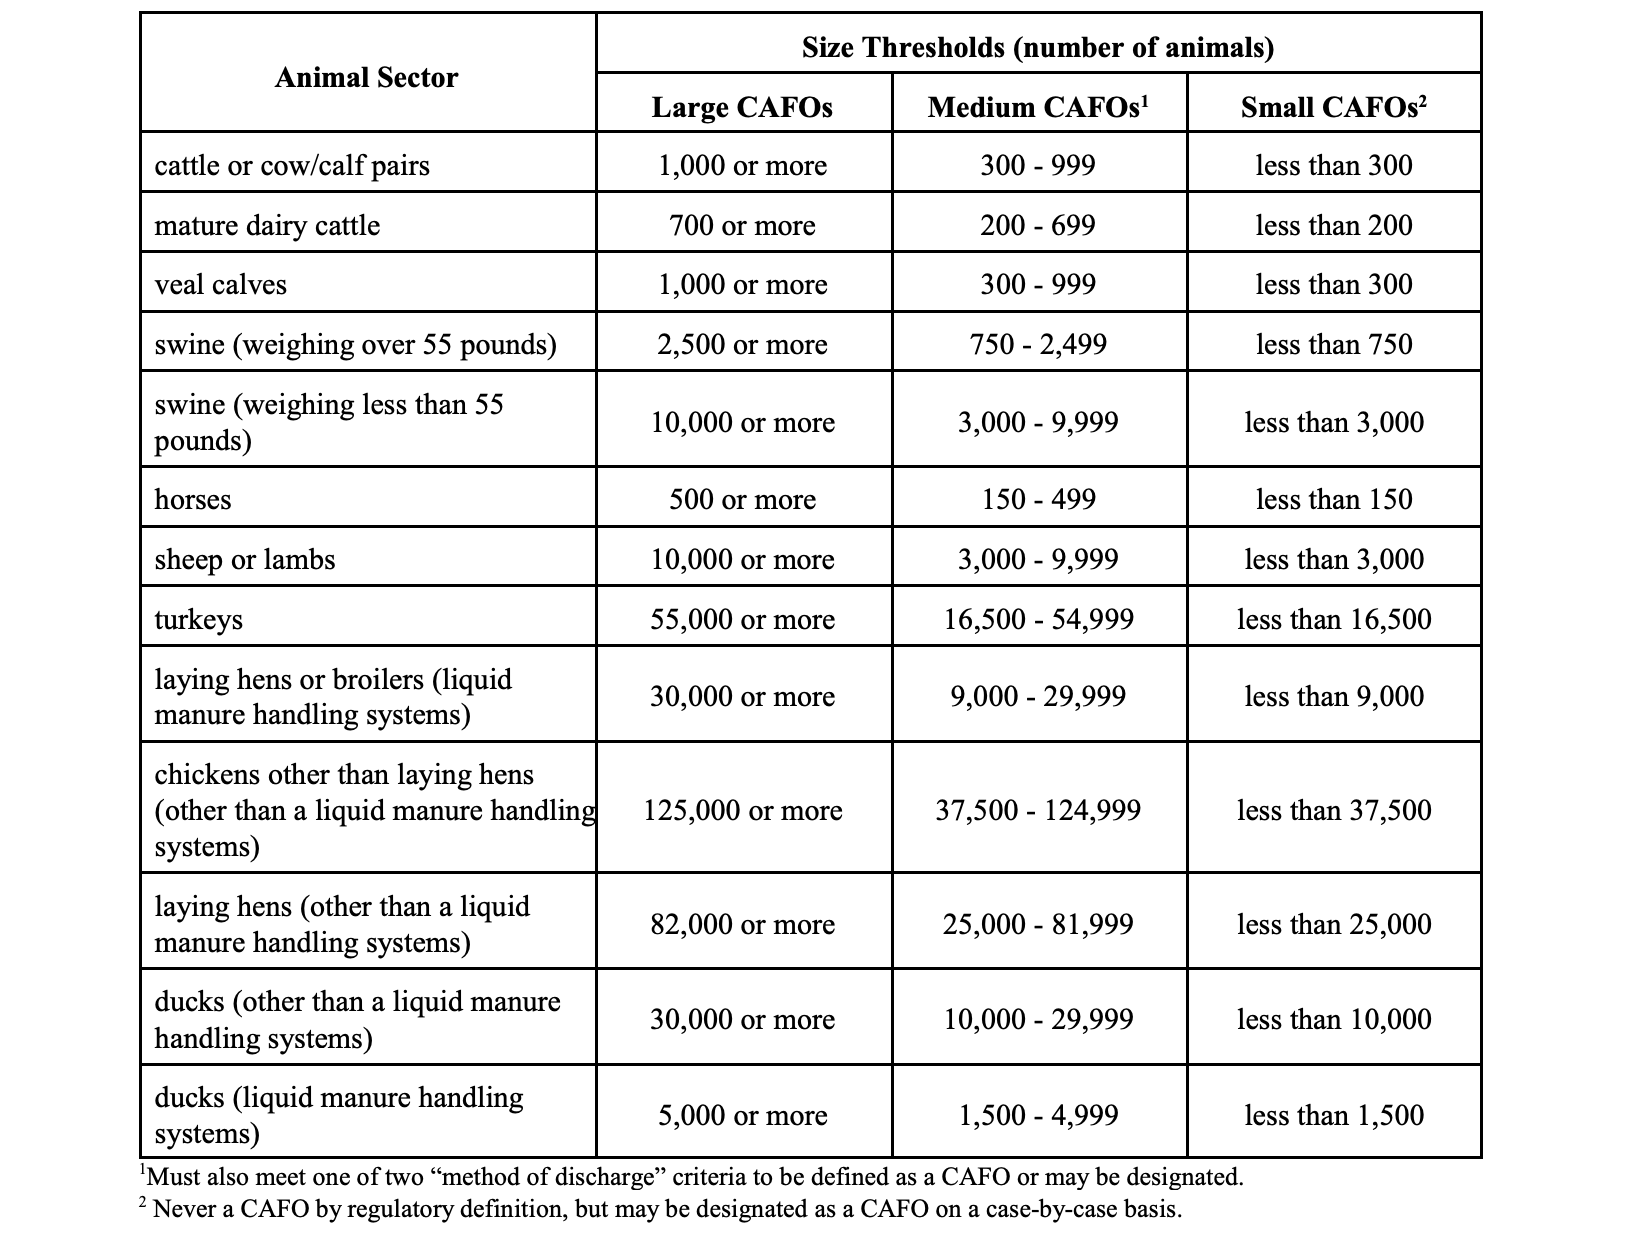 Animal Sector
Size Thresholds (number of animals)
Large CAFOs
Medium CAFOs¹
Small CAFOs²
cattle or cow/calf pairs
1,000 or more
300 - 999
less than 300
mature dairy cattle
700 or more
200 - 699
less than 200
veal calves
1,000 or more
300 - 999
less than 300
swine (weighing over 55 pounds)
2,500 or more
750 - 2,499
less than 750
swine (weighing less than 55
pounds)
10,000 or more
3,000 - 9,999
less than 3,000
horses
500 or more
150 - 499
less than 150
sheep or lambs
10,000 or more
3,000 - 9,999
less than 3,000
turkeys
55,000 or more
16,500 - 54,999
less than 16,500
laying hens or broilers (liquid
manure handling systems)
30,000 or more
9,000 - 29,999
less than 9,000
chickens other than laying hens
(other than a liquid manure handling
systems)
125,000 or more
37,500 - 124,999
less than 37,500
laying hens (other than a liquid
manure handling systems)
82,000 or more
25,000 - 81,999
less than 25,000
ducks (other than a liquid manure
handling systems)
30,000 or more
10,000 - 29,999
less than 10,000
ducks (liquid manure handling
systems)
5,000 or more
1,500 - 4,999
less than 1,500
¹Must also meet one of two “method of discharge” criteria to be defined as a CAFO or may be designated.
² Never a CAFO by regulatory definition, but may be designated as a CAFO on a case-by-case basis.